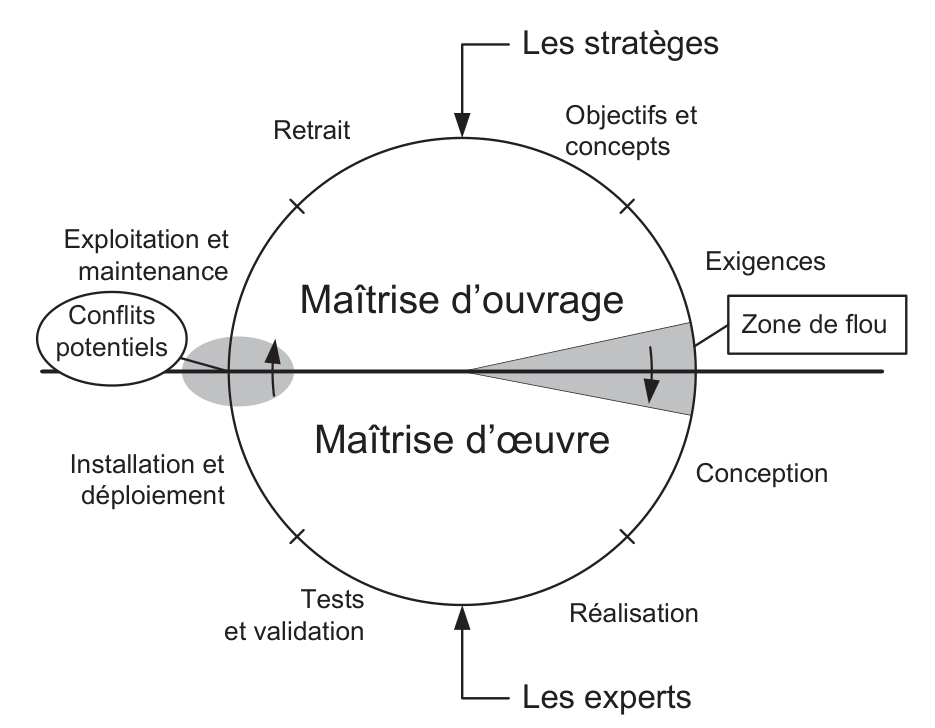 Les stratèges
Objectifs et
concepts
Retrait
Exploitation et
maintenance
Exigences
Maîtrise d’ouvrage
Conflits
potentiels
Zone de flou
Maîtrise d’œuvre
Installation et
déploiement
Conception
Tests
et validation
Réalisation
Les experts